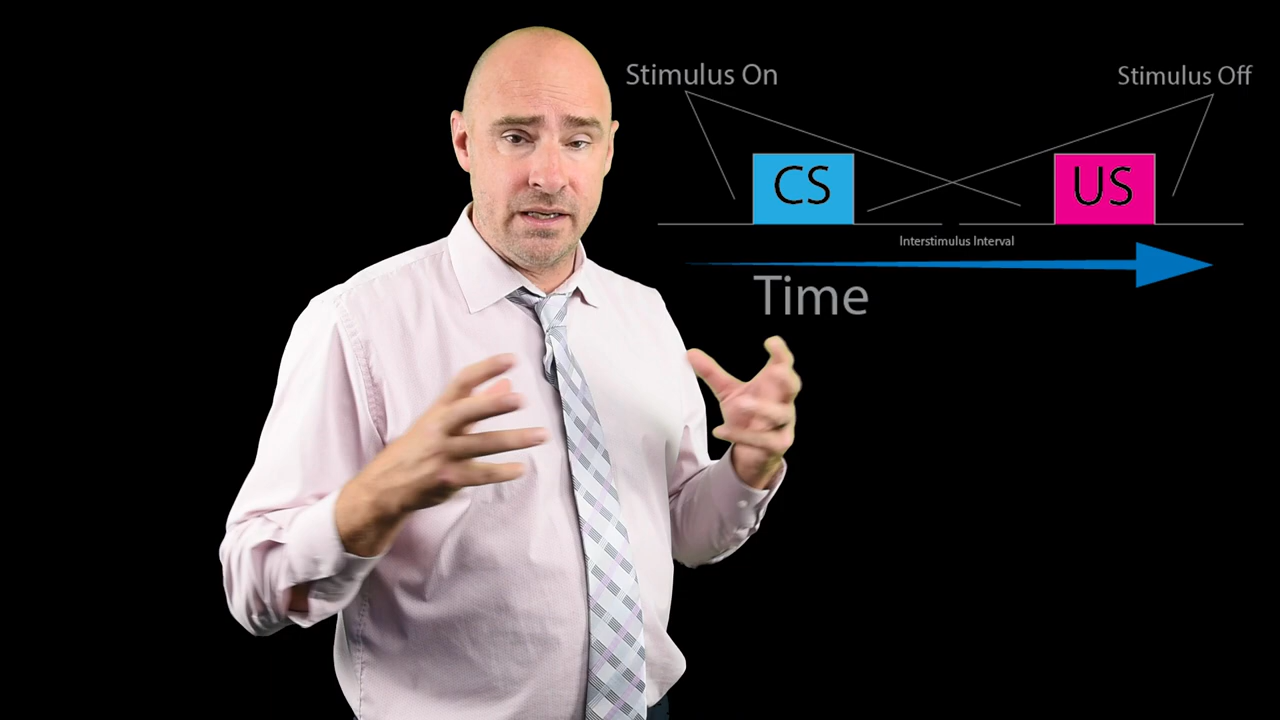 Stimulus On
Stimulus Off
CS
US
Interstimulus Interval
Time